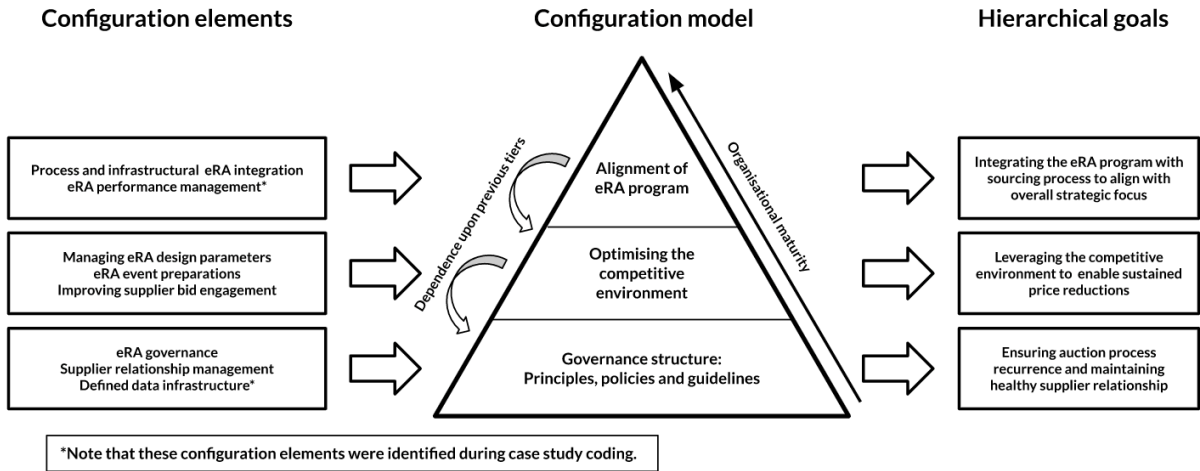 Configuration elements
Configuration model
Hierarchical goals
Process and infrastructural eRA integration
eRA performance management*
Managing eRA design parameters
eRA event preparations
Improving supplier bid engagement
eRA governance
Supplier relationship management
Defined data infrastructure*
Dependence upon previous tiers
Alignment of
eRA program
Optimising the
competitive
environment
Governance structure:
Principles, policies and guidelines
Organisational maturity
Integrating the eRA program with
sourcing process to align with
overall strategic focus
Leveraging the competitive
environment to enable sustained
price reductions
Ensuring auction process
recurrence and maintaining
healthy supplier relationship
*Note that these configuration elements were identified during case study coding.